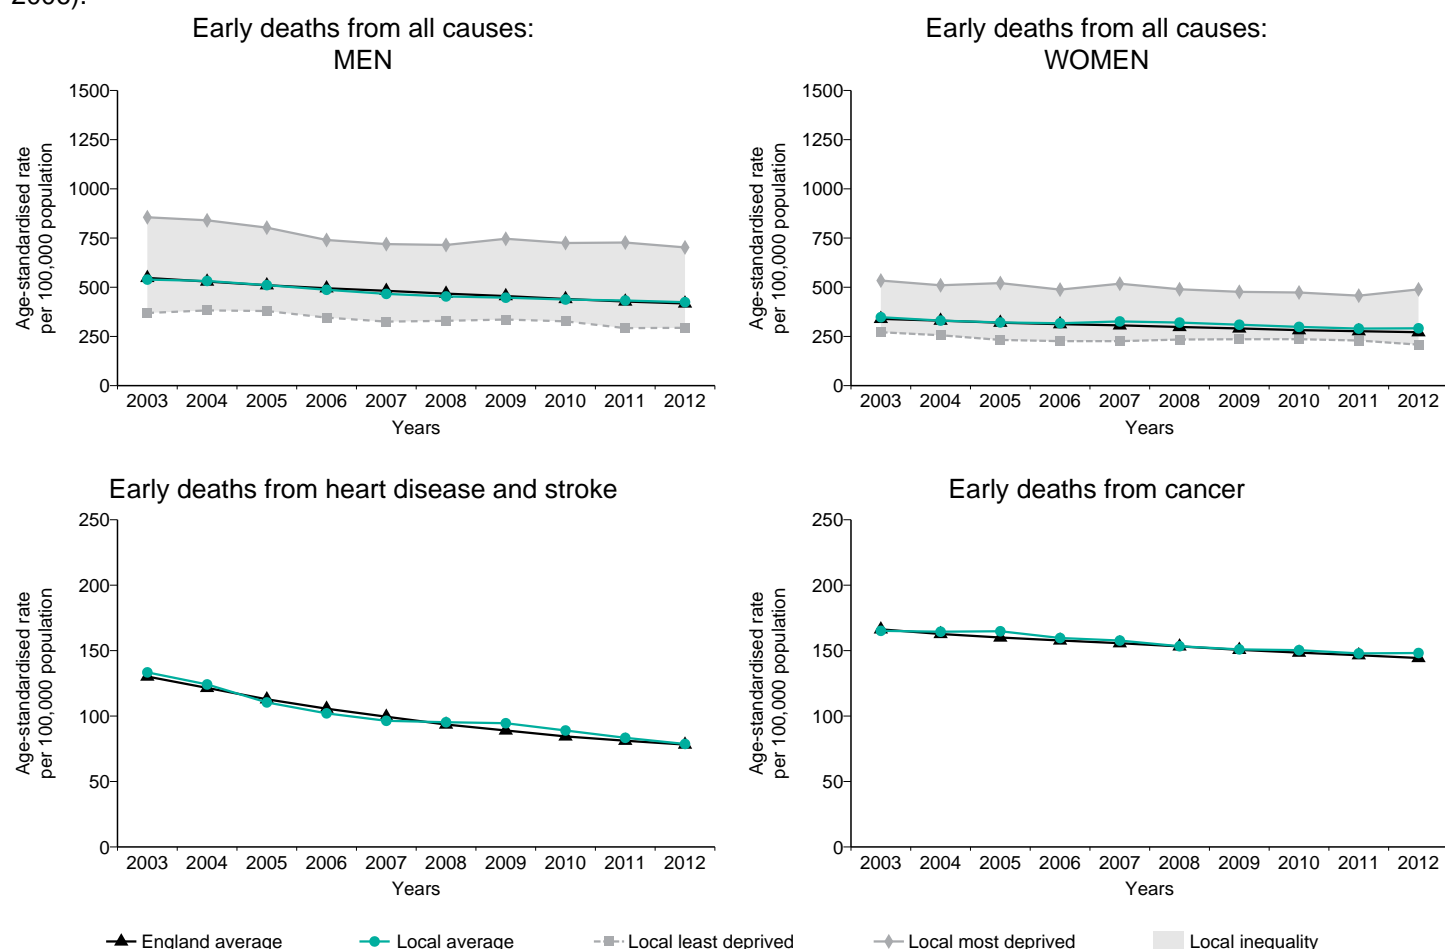 Early deaths from all causes:
MEN
1500
1250
1000
750
500
250
0
Age-standardised rate
per 100,000 population
2003 2004 2005 2006 2007 2008 2009 2010 2011 2012
Years
Early deaths from all causes:
WOMEN
1500
1250
1000
750
500
250
0
Age-standardised rate
per 100,000 population
2003 2004 2005 2006 2007 2008 2009 2010 2011 2012
Years
Early deaths from heart disease and stroke
250
200
150
100
50
0
Age-standardised rate
per 100,000 population
2003 2004 2005 2006 2007 2008 2009 2010 2011 2012
Years
Early deaths from cancer
250
200
150
100
50
0
Age-standardised rate
per 100,000 population
2003 2004 2005 2006 2007 2008 2009 2010 2011 2012
Years
England average Local average Local least deprived Local most deprived Local inequality